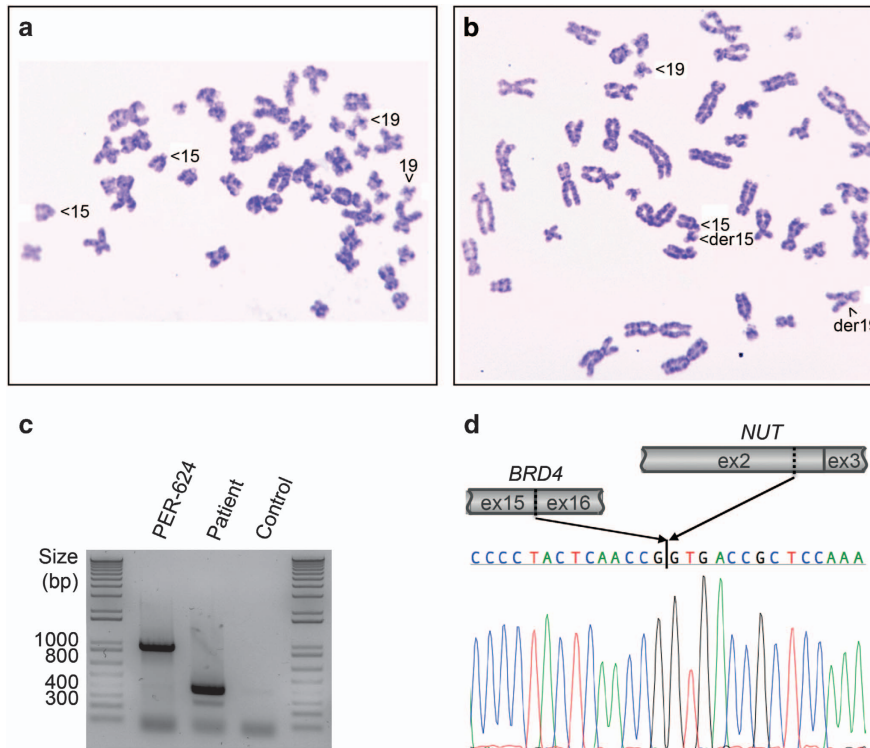 a
<15
<15
<19
19
<
b
<19
<15
<der15
<
der19
c
PER-624
Patient
Control
Size
(bp)
1000
800
400
300
d
NUT
ex2
ex3
BRD4
ex15
ex16
CCCCTACTCAACCGGTGACCGCTCCAAA